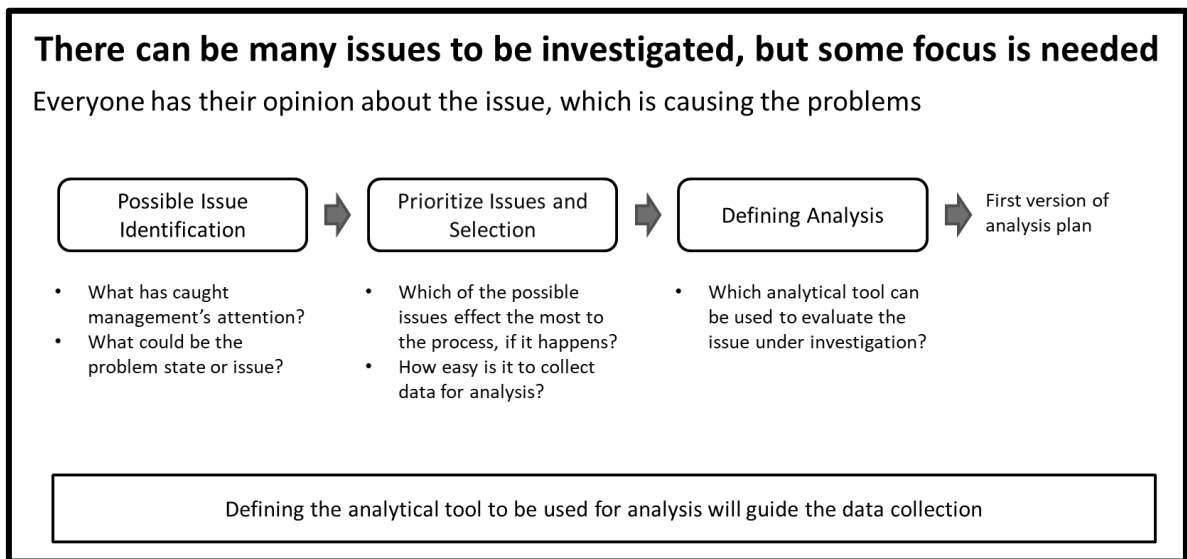 There can be many issues to be investigated, but some focus is needed
Everyone has their opinion about the issue, which is causing the problems
Possible Issue
Identification
Prioritize Issues and
Selection
Defining Analysis
First version of
analysis plan
• What has caught
management's attention?
• What could be the
problem state or issue?
• Which of the possible
issues effect the most to
the process, if it happens?
• How easy is it to collect
data for analysis?
• Which analytical tool can
be used to evaluate the
issue under investigation?
Defining the analytical tool to be used for analysis will guide the data collection